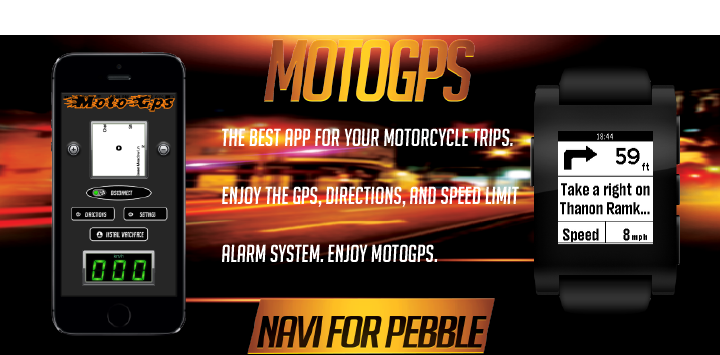 MOTOGPS
THE BEST APP FOR YOUR MOTORCYCLE TRIPS.
ENJOY THE GPS, DIRECTIONS, AND SPEED LIMIT
ALARM SYSTEM. ENJOY MOTOGPS.
NAVI FOR PEBBLE
Moto Gps
DISCONNECT
DIRECTIONS
SETTINGS
INSTALL WATCHFACE
km/h
000
18:44
59
ft
Take a right on
Thanon Ramk...
Speed 8 mph